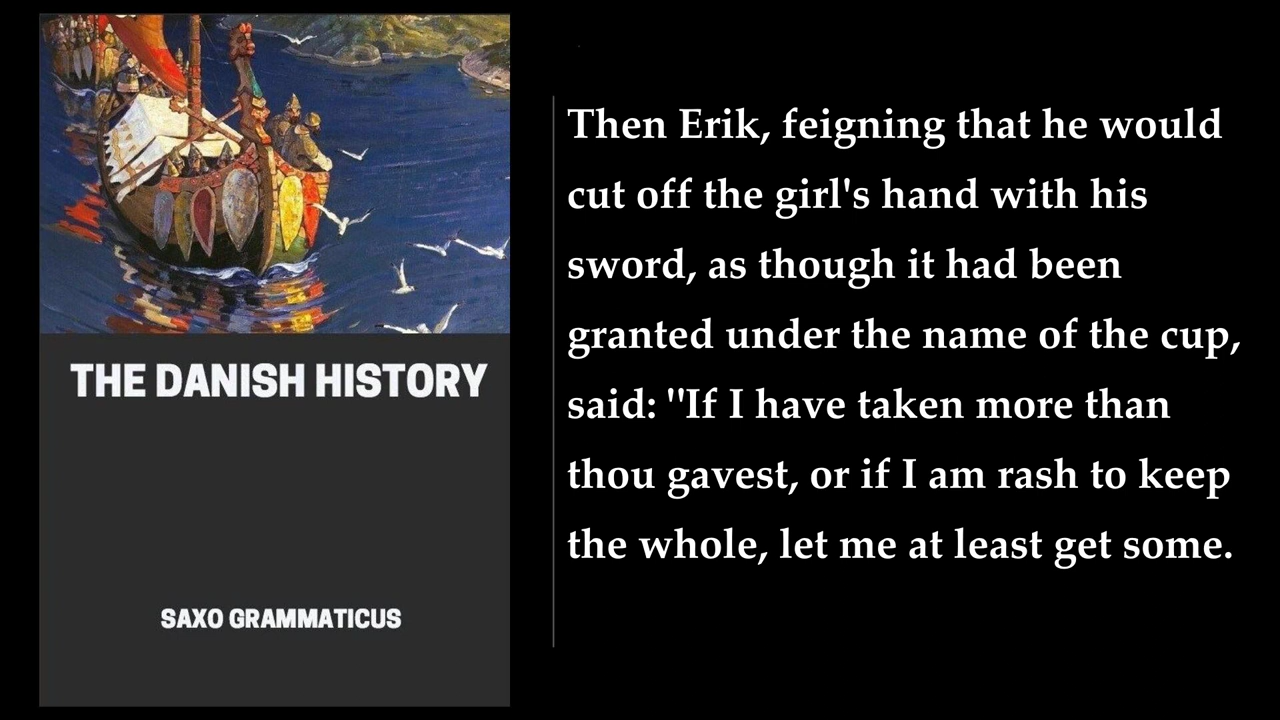 THE DANISH HISTORY
SAXO GRAMMATICUS
Then Erik, feigning that he would
cut off the girl's hand with his
sword, as though it had been
granted under the name of the cup,
said: "If I have taken more than
thou gavest, or if I am rash to keep
the whole, let me at least get some.